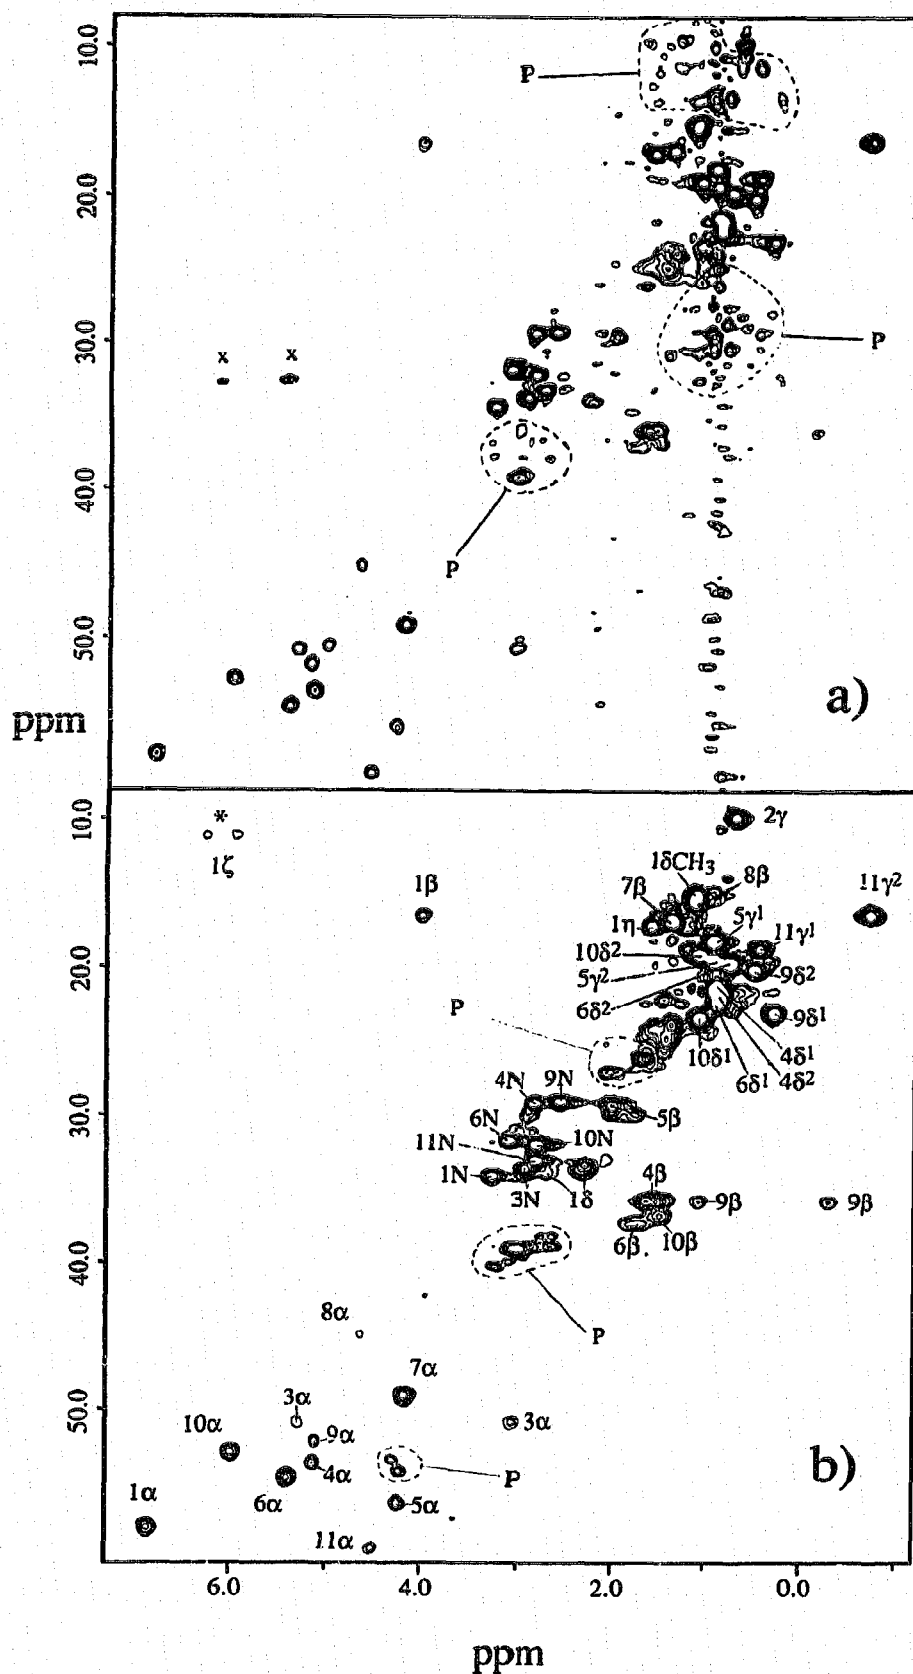 10.0
P
20.0
30.0
x x
P
40.0
P
50.0
ppm
a)
10.0
*
2γ
1ζ
1δCH3
8β
1β
7β
11γ2
1η
5γ1
11γ1
10δ2
20.0
5γ2
9δ2
6δ2
P
9δ1
10δ1
4δ1
6δ1
4δ2
4N
9N
30.0
5β
6N
10N
11N
1N
3N
1δ
4β
9β
9β
6β
10β
40.0
P
8α
7α
50.0
3α
3α
10α
9α
4α
P
b)
6α
1α
5α
11α
6.0 4.0 2.0 0.0
ppm